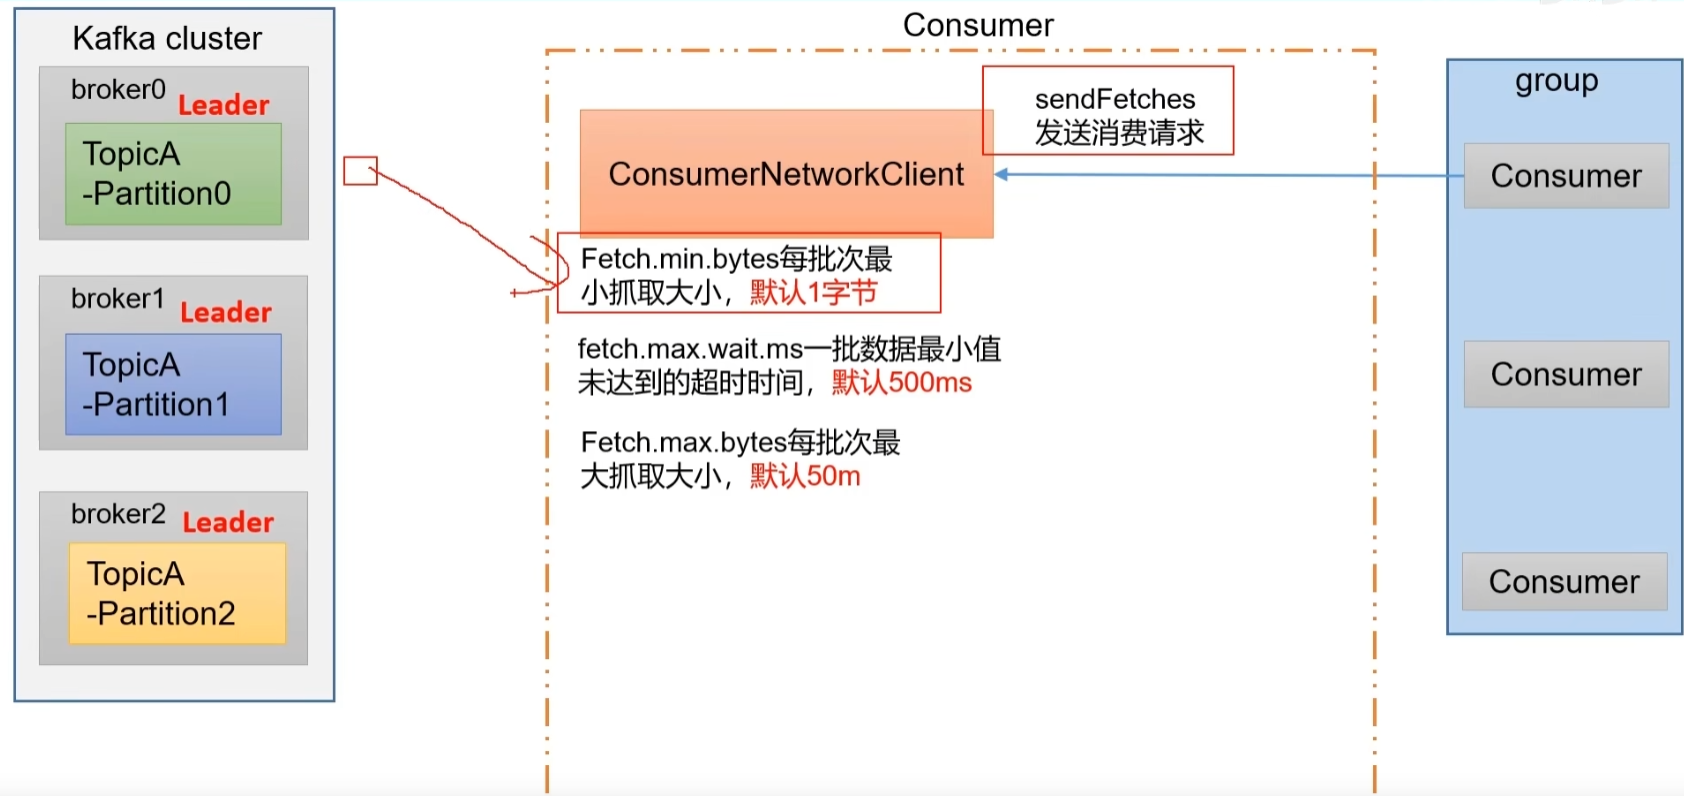 Kafka cluster
broker0
Leader
TopicA
-Partition0
broker1
Leader
TopicA
-Partition1
broker2
Leader
TopicA
-Partition2
Consumer
sendFetches
发送消费请求
ConsumerNetworkClient
Fetch.min.bytes每批次最
小抓取大小，默认1字节
fetch.max.wait.ms一批数据最小值
未达到的超时时间，默认500ms
Fetch.max.bytes每批次最
大抓取大小，默认50m
group
Consumer
Consumer
Consumer